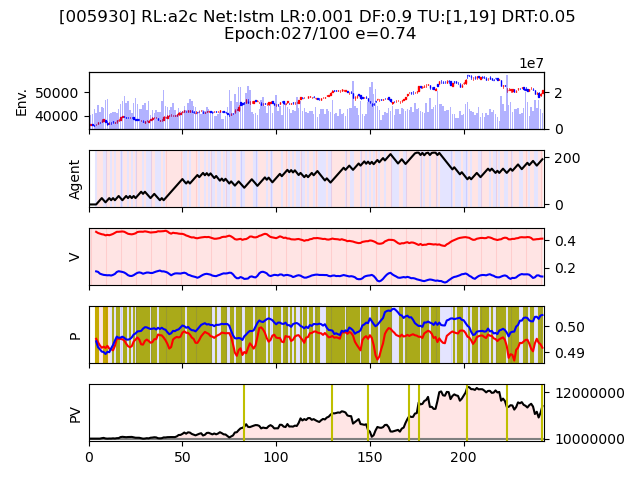 [005930] RL:a2c Net:lstm LR:0.001 DF:0.9 TU:[1,19] DRT:0.05
Epoch:027/100 e=0.74
1e7
Env.
50000
40000
2
0
Agent
200
0
V
0.4
0.2
P
0.50
0.49
PV
12000000
10000000
0 50 100 150 200